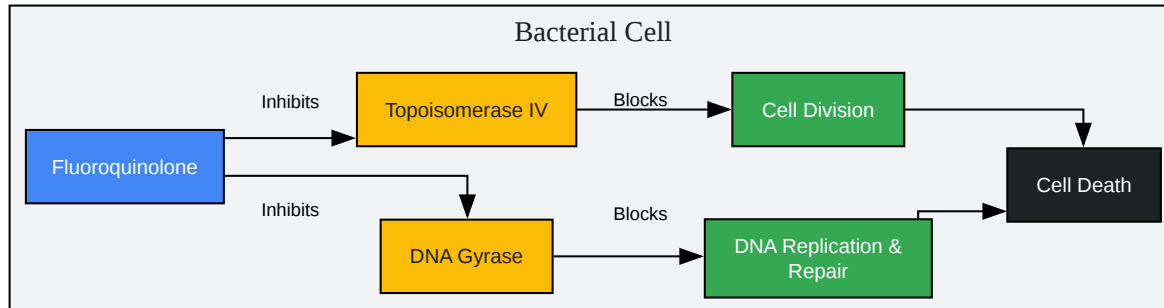 Bacterial Cell
Inhibits
Topoisomerase IV
Blocks
Cell Division
Fluoroquinolone
Cell Death
Inhibits
DNA Gyrase
Blocks
DNA Replication &
Repair